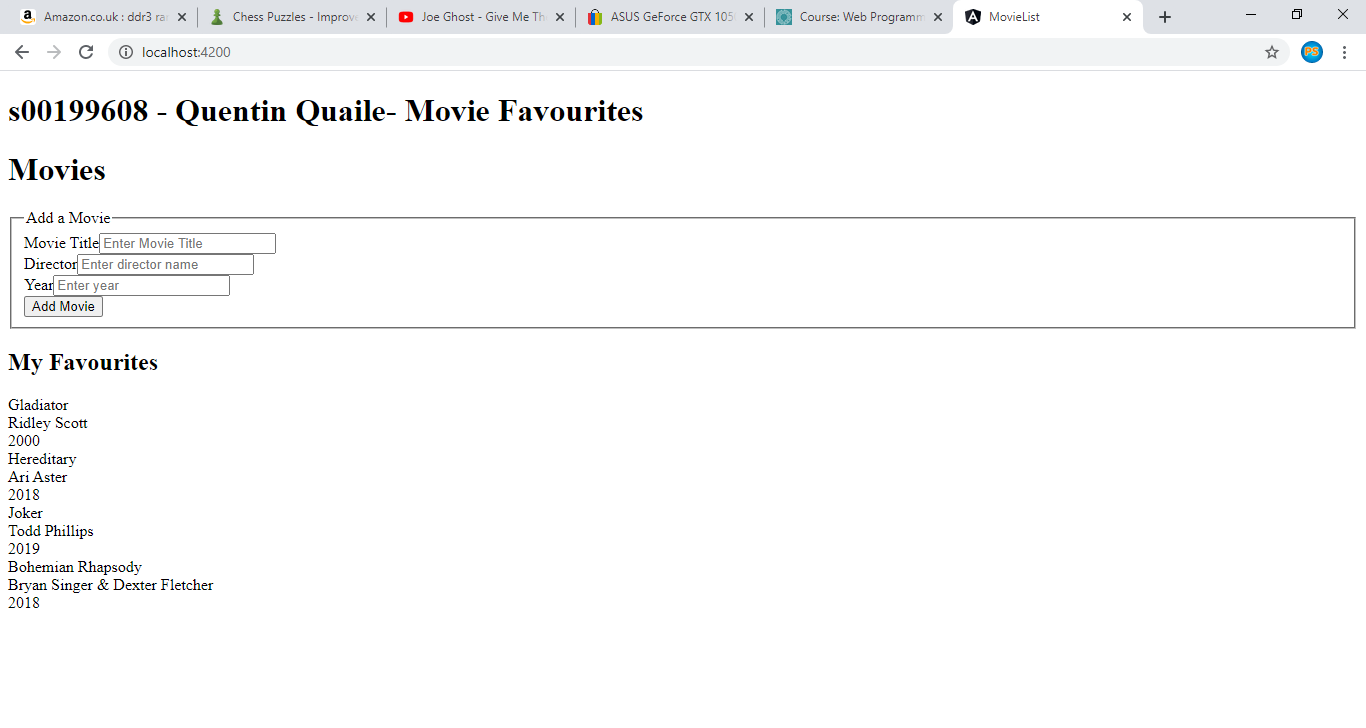 Amazon.co.uk : ddr3 ra
Chess Puzzles - Improve
Joe Ghost - Give Me Th
ASUS GeForce GTX 105
Course: Web Programm
MovieList
localhost:4200
PS
s00199608 - Quentin Quaile- Movie Favourites
Movies
Add a Movie
Movie Title Enter Movie Title
Director Enter director name
Year Enter year
Add Movie
My Favourites
Gladiator
Ridley Scott
2000
Hereditary
Ari Aster
2018
Joker
Todd Phillips
2019
Bohemian Rhapsody
Bryan Singer & Dexter Fletcher
2018